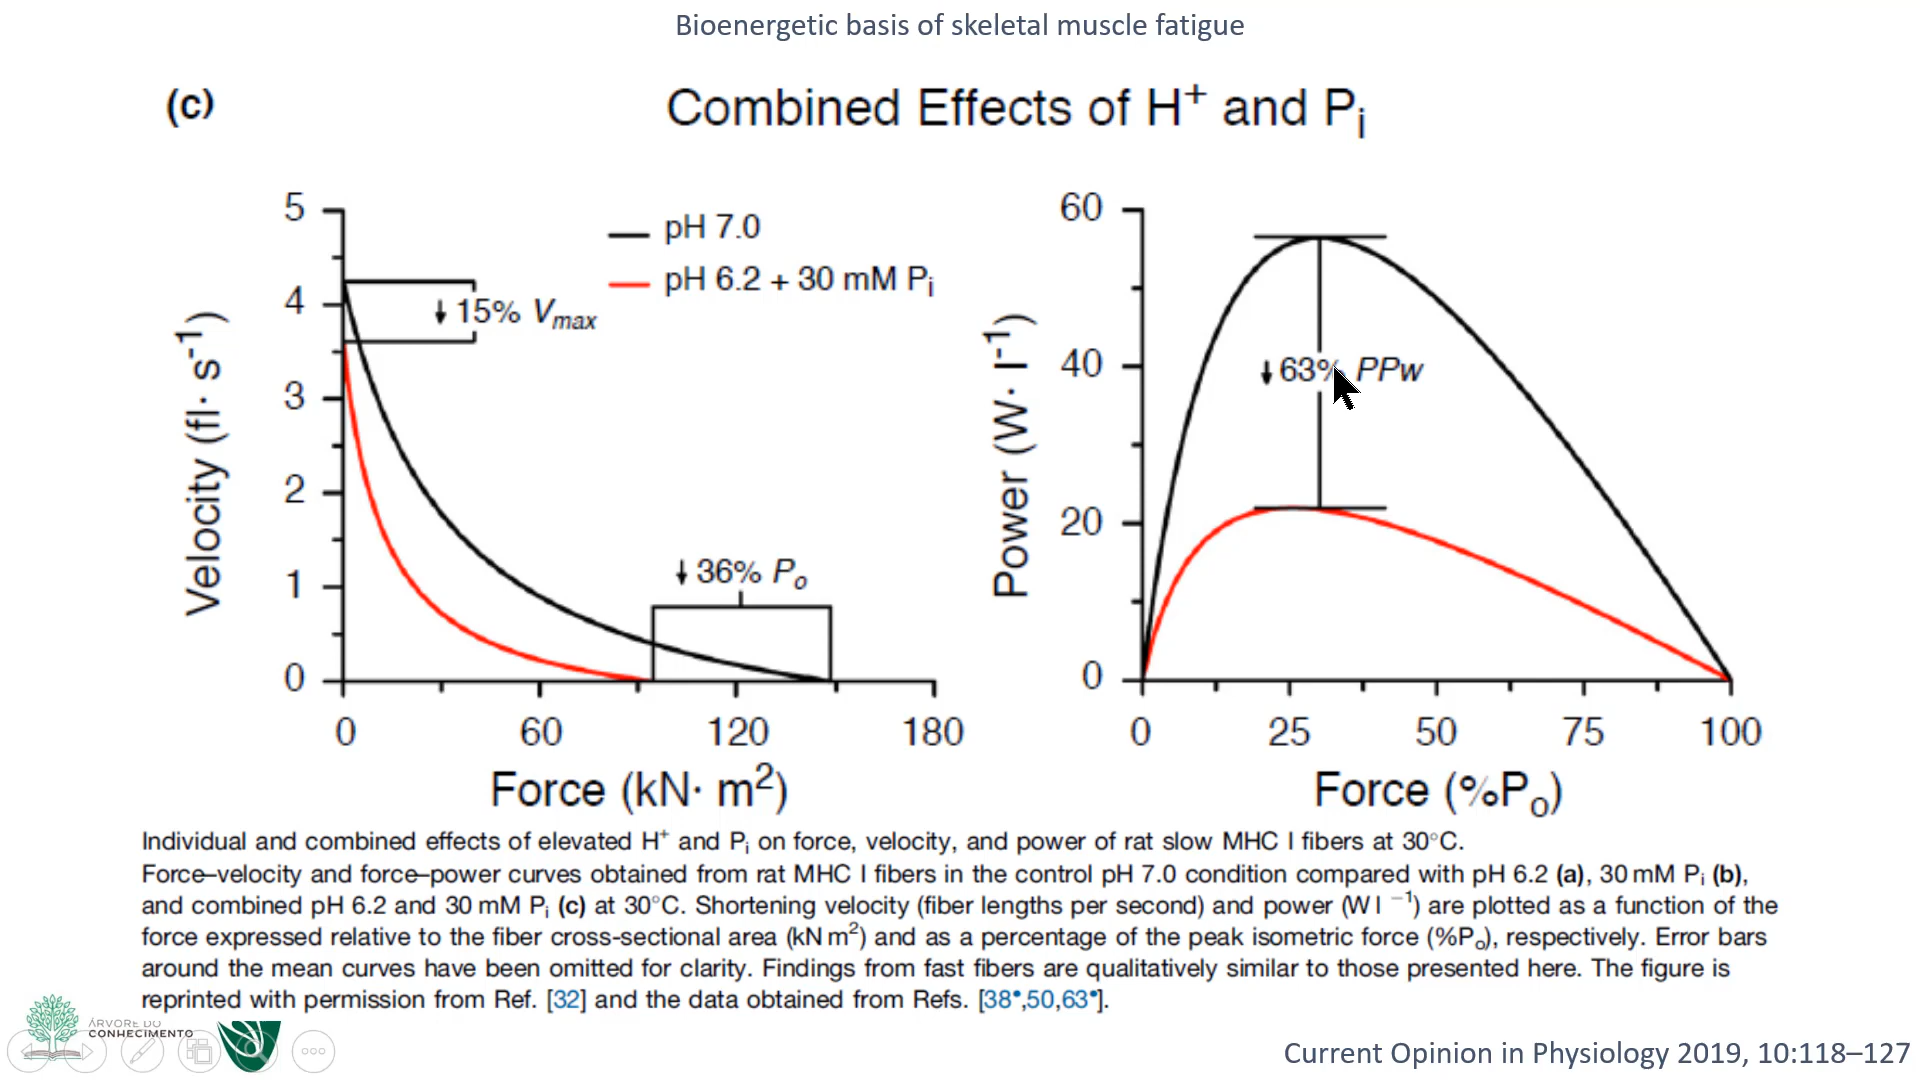 Bioenergetic basis of skeletal muscle fatigue
(c)
Combined Effects of H⁺ and Pᵢ
5
4
3
2
1
0
Velocity (fl· s⁻¹)
pH 7.0
pH 6.2 + 30 mM Pᵢ
↓ 15% Vmax
↓ 36% Po
0 60 120 180
Force (kN· m²)
60
40
20
0
Power (W· l⁻¹)
↓ 63% PPw
0 25 50 75 100
Force (%Po)
Individual and combined effects of elevated H⁺ and Pᵢ on force, velocity, and power of rat slow MHC I fibers at 30°C.
Force–velocity and force–power curves obtained from rat MHC I fibers in the control pH 7.0 condition compared with pH 6.2 (a), 30 mM Pᵢ (b),
and combined pH 6.2 and 30 mM Pᵢ (c) at 30°C. Shortening velocity (fiber lengths per second) and power (W l ⁻¹) are plotted as a function of the
force expressed relative to the fiber cross-sectional area (kN m²) and as a percentage of the peak isometric force (%Po), respectively. Error bars
around the mean curves have been omitted for clarity. Findings from fast fibers are qualitatively similar to those presented here. The figure is
reprinted with permission from Ref. [32] and the data obtained from Refs. [38•,50,63•].
ÁRVORE DO
CONHECIMENTO
Current Opinion in Physiology 2019, 10:118–127